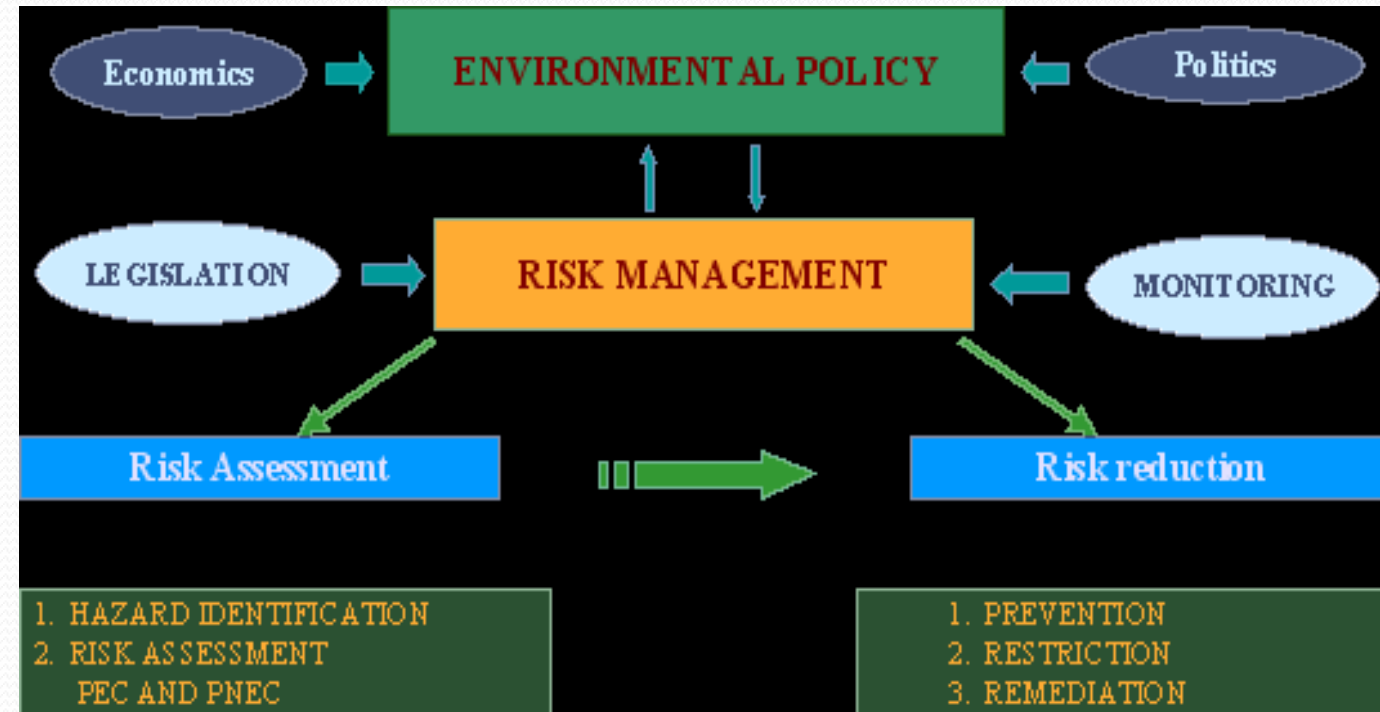 Economics
ENVIRONMENTAL POLICY
Politics
LEGISLATION
RISK MANAGEMENT
MONITORING
Risk Assessment
Risk reduction
1. HAZARD IDENTIFICATION
2. RISK ASSESSMENT
PEC AND PNEC
1. PREVENTION
2. RESTRICTION
3. REMEDIATION